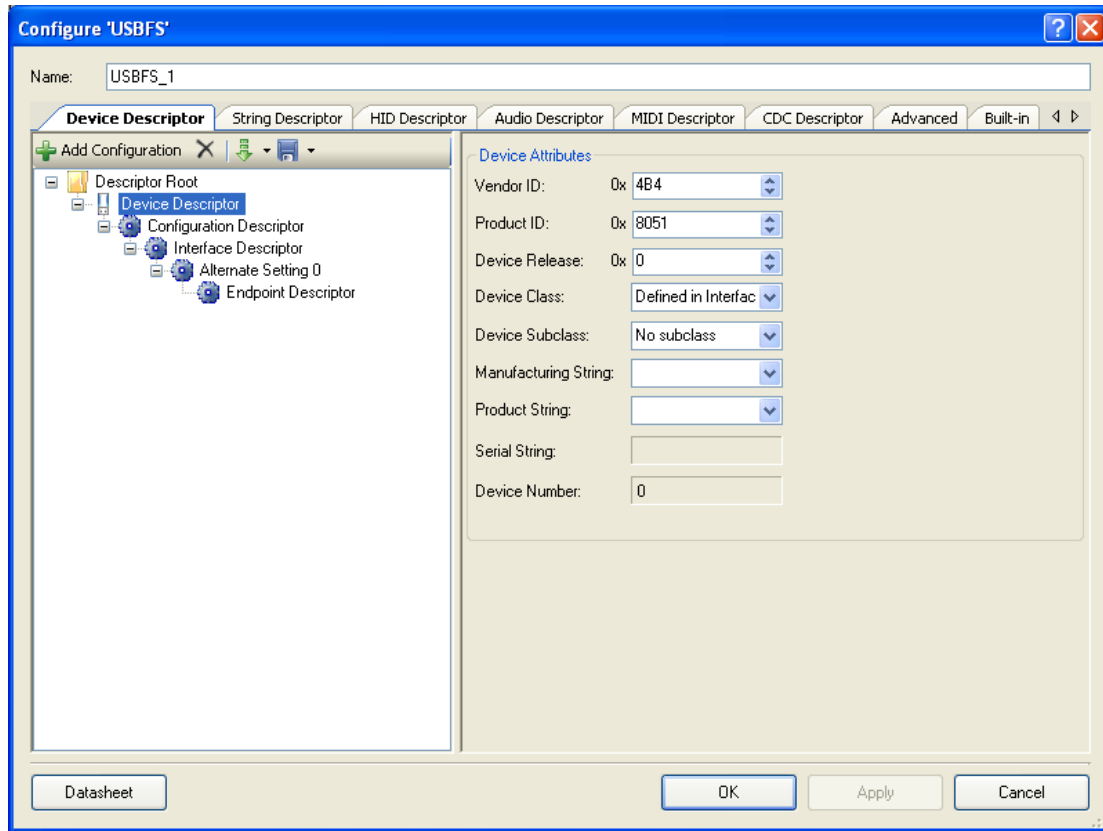 Configure 'USBFS'
Name: USBFS_1
Device Descriptor String Descriptor HID Descriptor Audio Descriptor MIDI Descriptor CDC Descriptor Advanced Built-in
Add Configuration
Descriptor Root
Device Descriptor
Configuration Descriptor
Interface Descriptor
Alternate Setting 0
Endpoint Descriptor
Device Attributes
Vendor ID: 0x 4B4
Product ID: 0x 8051
Device Release: 0x 0
Device Class: Defined in Interfac
Device Subclass: No subclass
Manufacturing String:
Product String:
Serial String:
Device Number: 0
Datasheet OK Apply Cancel